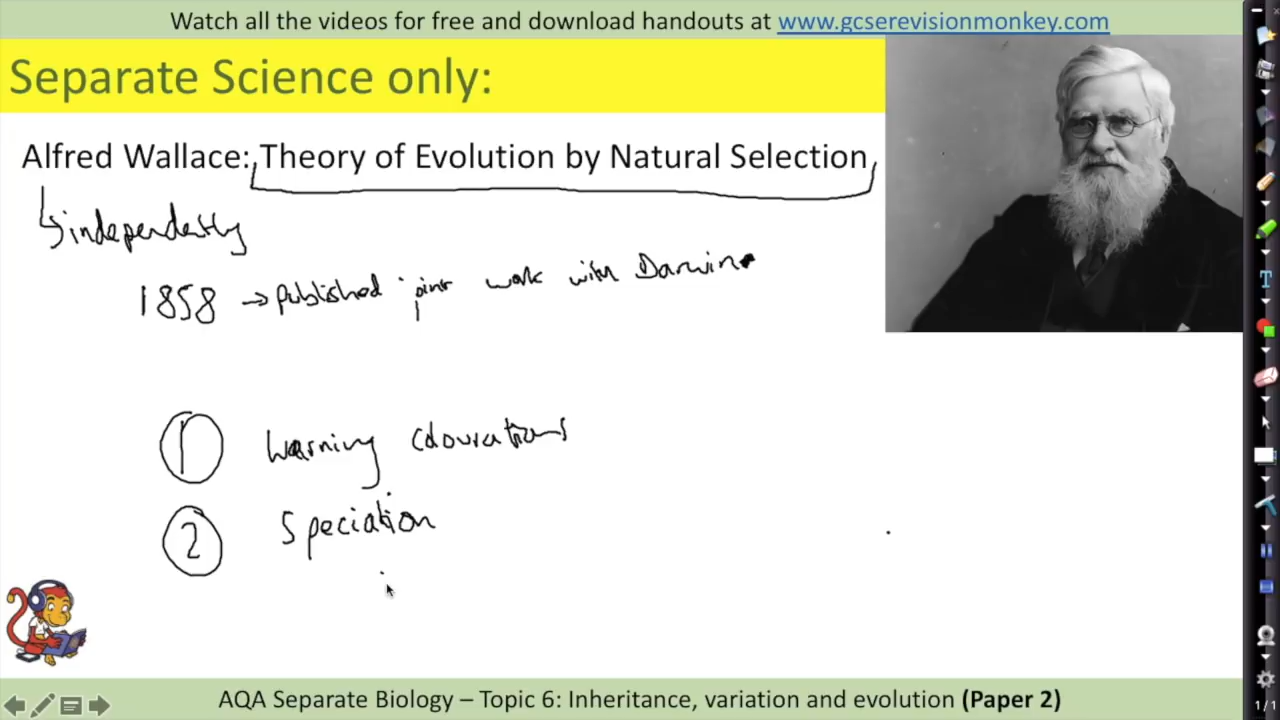 Watch all the videos for free and download handouts at www.gcserevisionmonkey.com
Separate Science only:
Alfred Wallace: Theory of Evolution by Natural Selection
independently
1858 → published joint work with Darwin
1 Warning colourations
2 Speciation
AQA Separate Biology – Topic 6: Inheritance, variation and evolution (Paper 2)
1/1